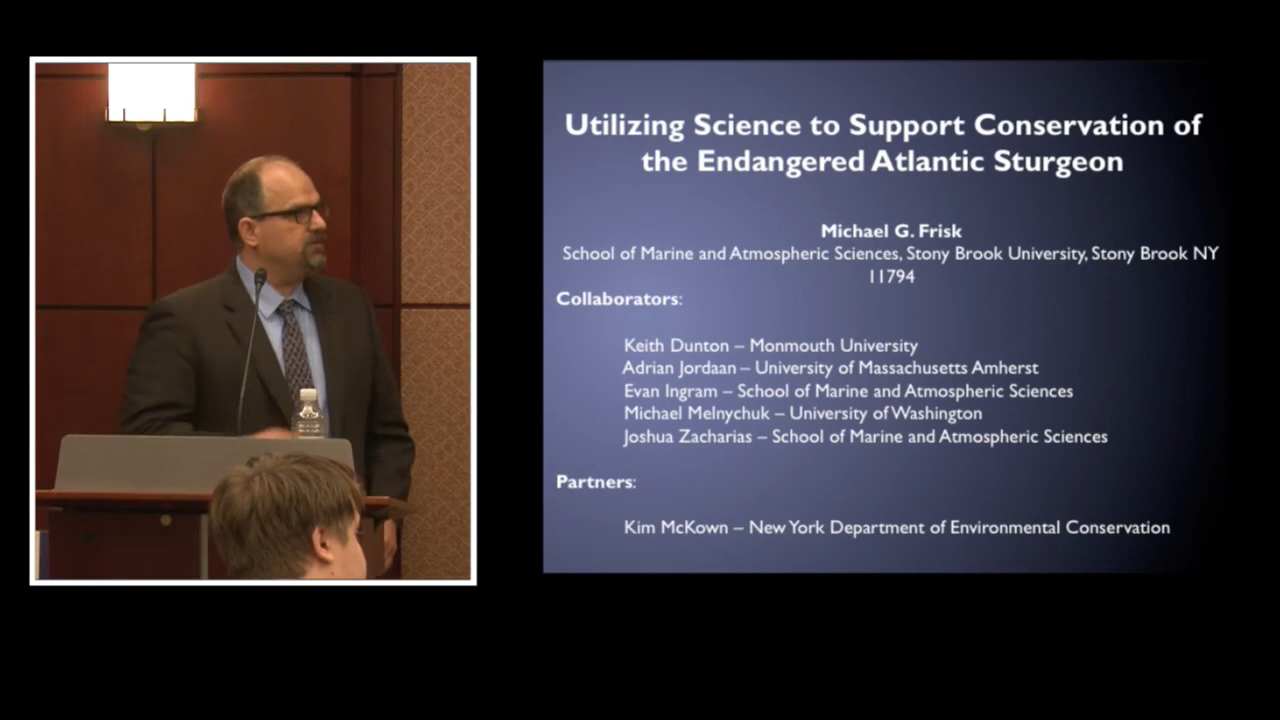 Utilizing Science to Support Conservation of
the Endangered Atlantic Sturgeon
Michael G. Frisk
School of Marine and Atmospheric Sciences, Stony Brook University, Stony Brook NY
11794
Collaborators:
Keith Dunton – Monmouth University
Adrian Jordaan – University of Massachusetts Amherst
Evan Ingram – School of Marine and Atmospheric Sciences
Michael Melnychuk – University of Washington
Joshua Zacharias – School of Marine and Atmospheric Sciences
Partners:
Kim McKown – New York Department of Environmental Conservation